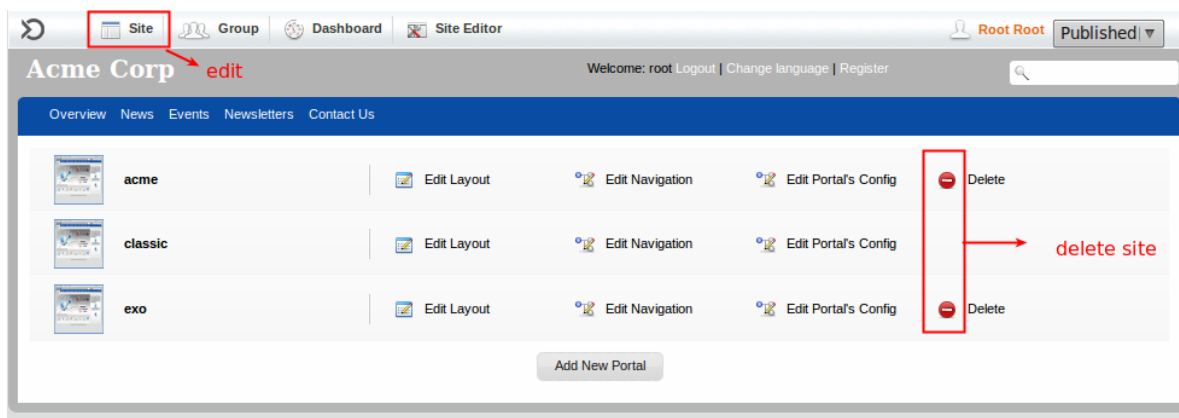 Site Group Dashboard Site Editor Root Root Published
Acme Corp edit Welcome: root Logout | Change language | Register
Overview News Events Newsletters Contact Us
acme Edit Layout Edit Navigation Edit Portal's Config Delete
classic Edit Layout Edit Navigation Edit Portal's Config
delete site
exo Edit Layout Edit Navigation Edit Portal's Config Delete
Add New Portal